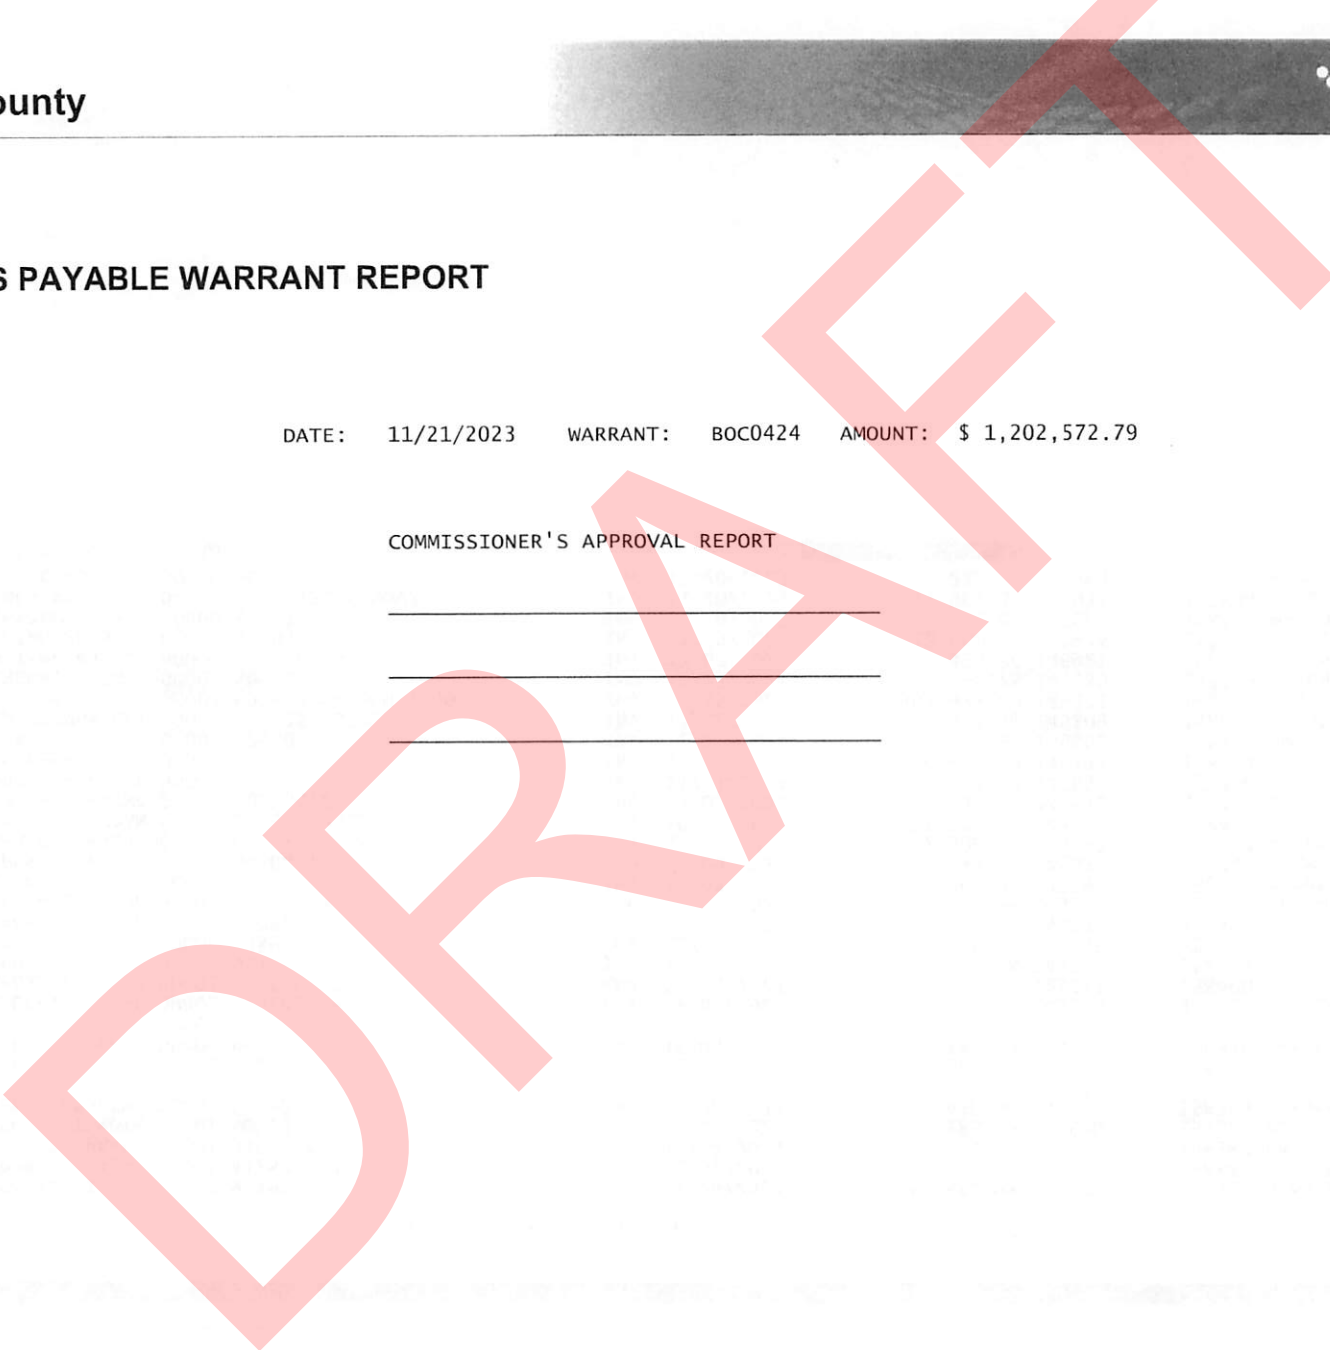 ounty
S PAYABLE WARRANT REPORT
DATE: 11/21/2023 WARRANT: BOC0424 AMOUNT: $ 1,202,572.79
COMMISSIONER'S APPROVAL REPORT
DRAFT